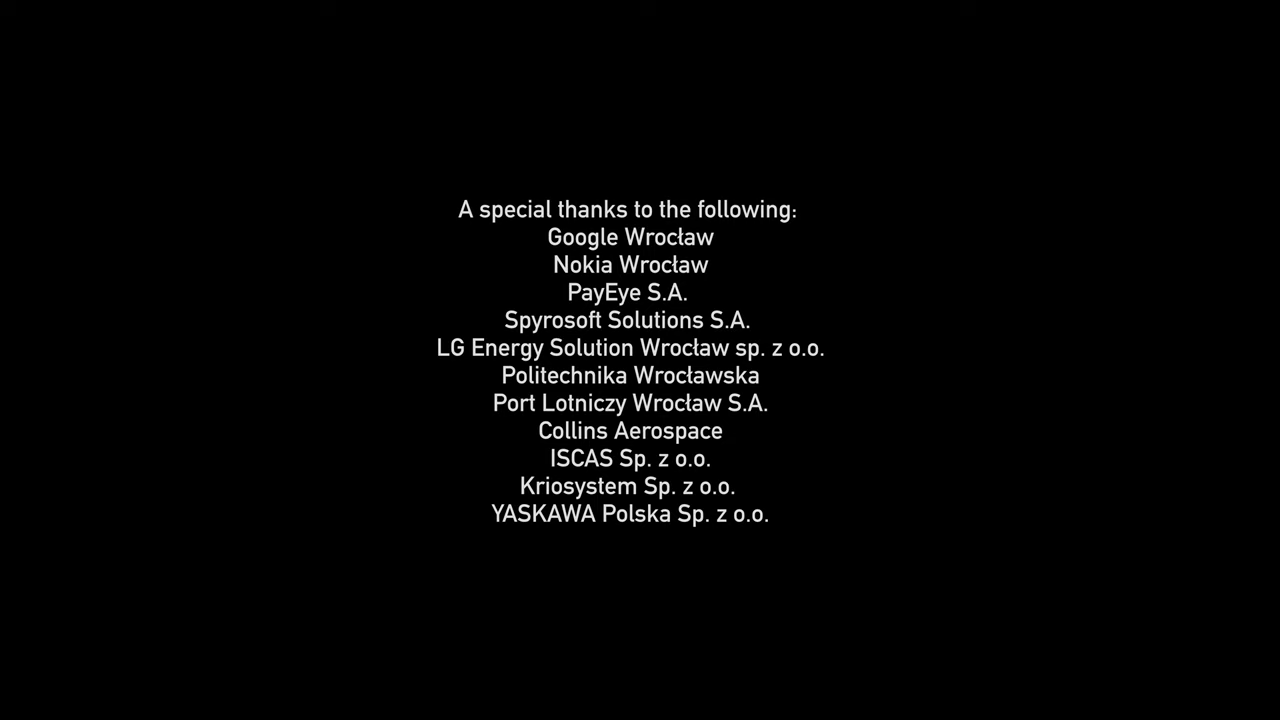 A special thanks to the following:
Google Wrocław
Nokia Wrocław
PayEye S.A.
Spyrosoft Solutions S.A.
LG Energy Solution Wrocław sp. z o.o.
Politechnika Wrocławska
Port Lotniczy Wrocław S.A.
Collins Aerospace
ISCAS Sp. z o.o.
Kriosystem Sp. z o.o.
YASKAWA Polska Sp. z o.o.